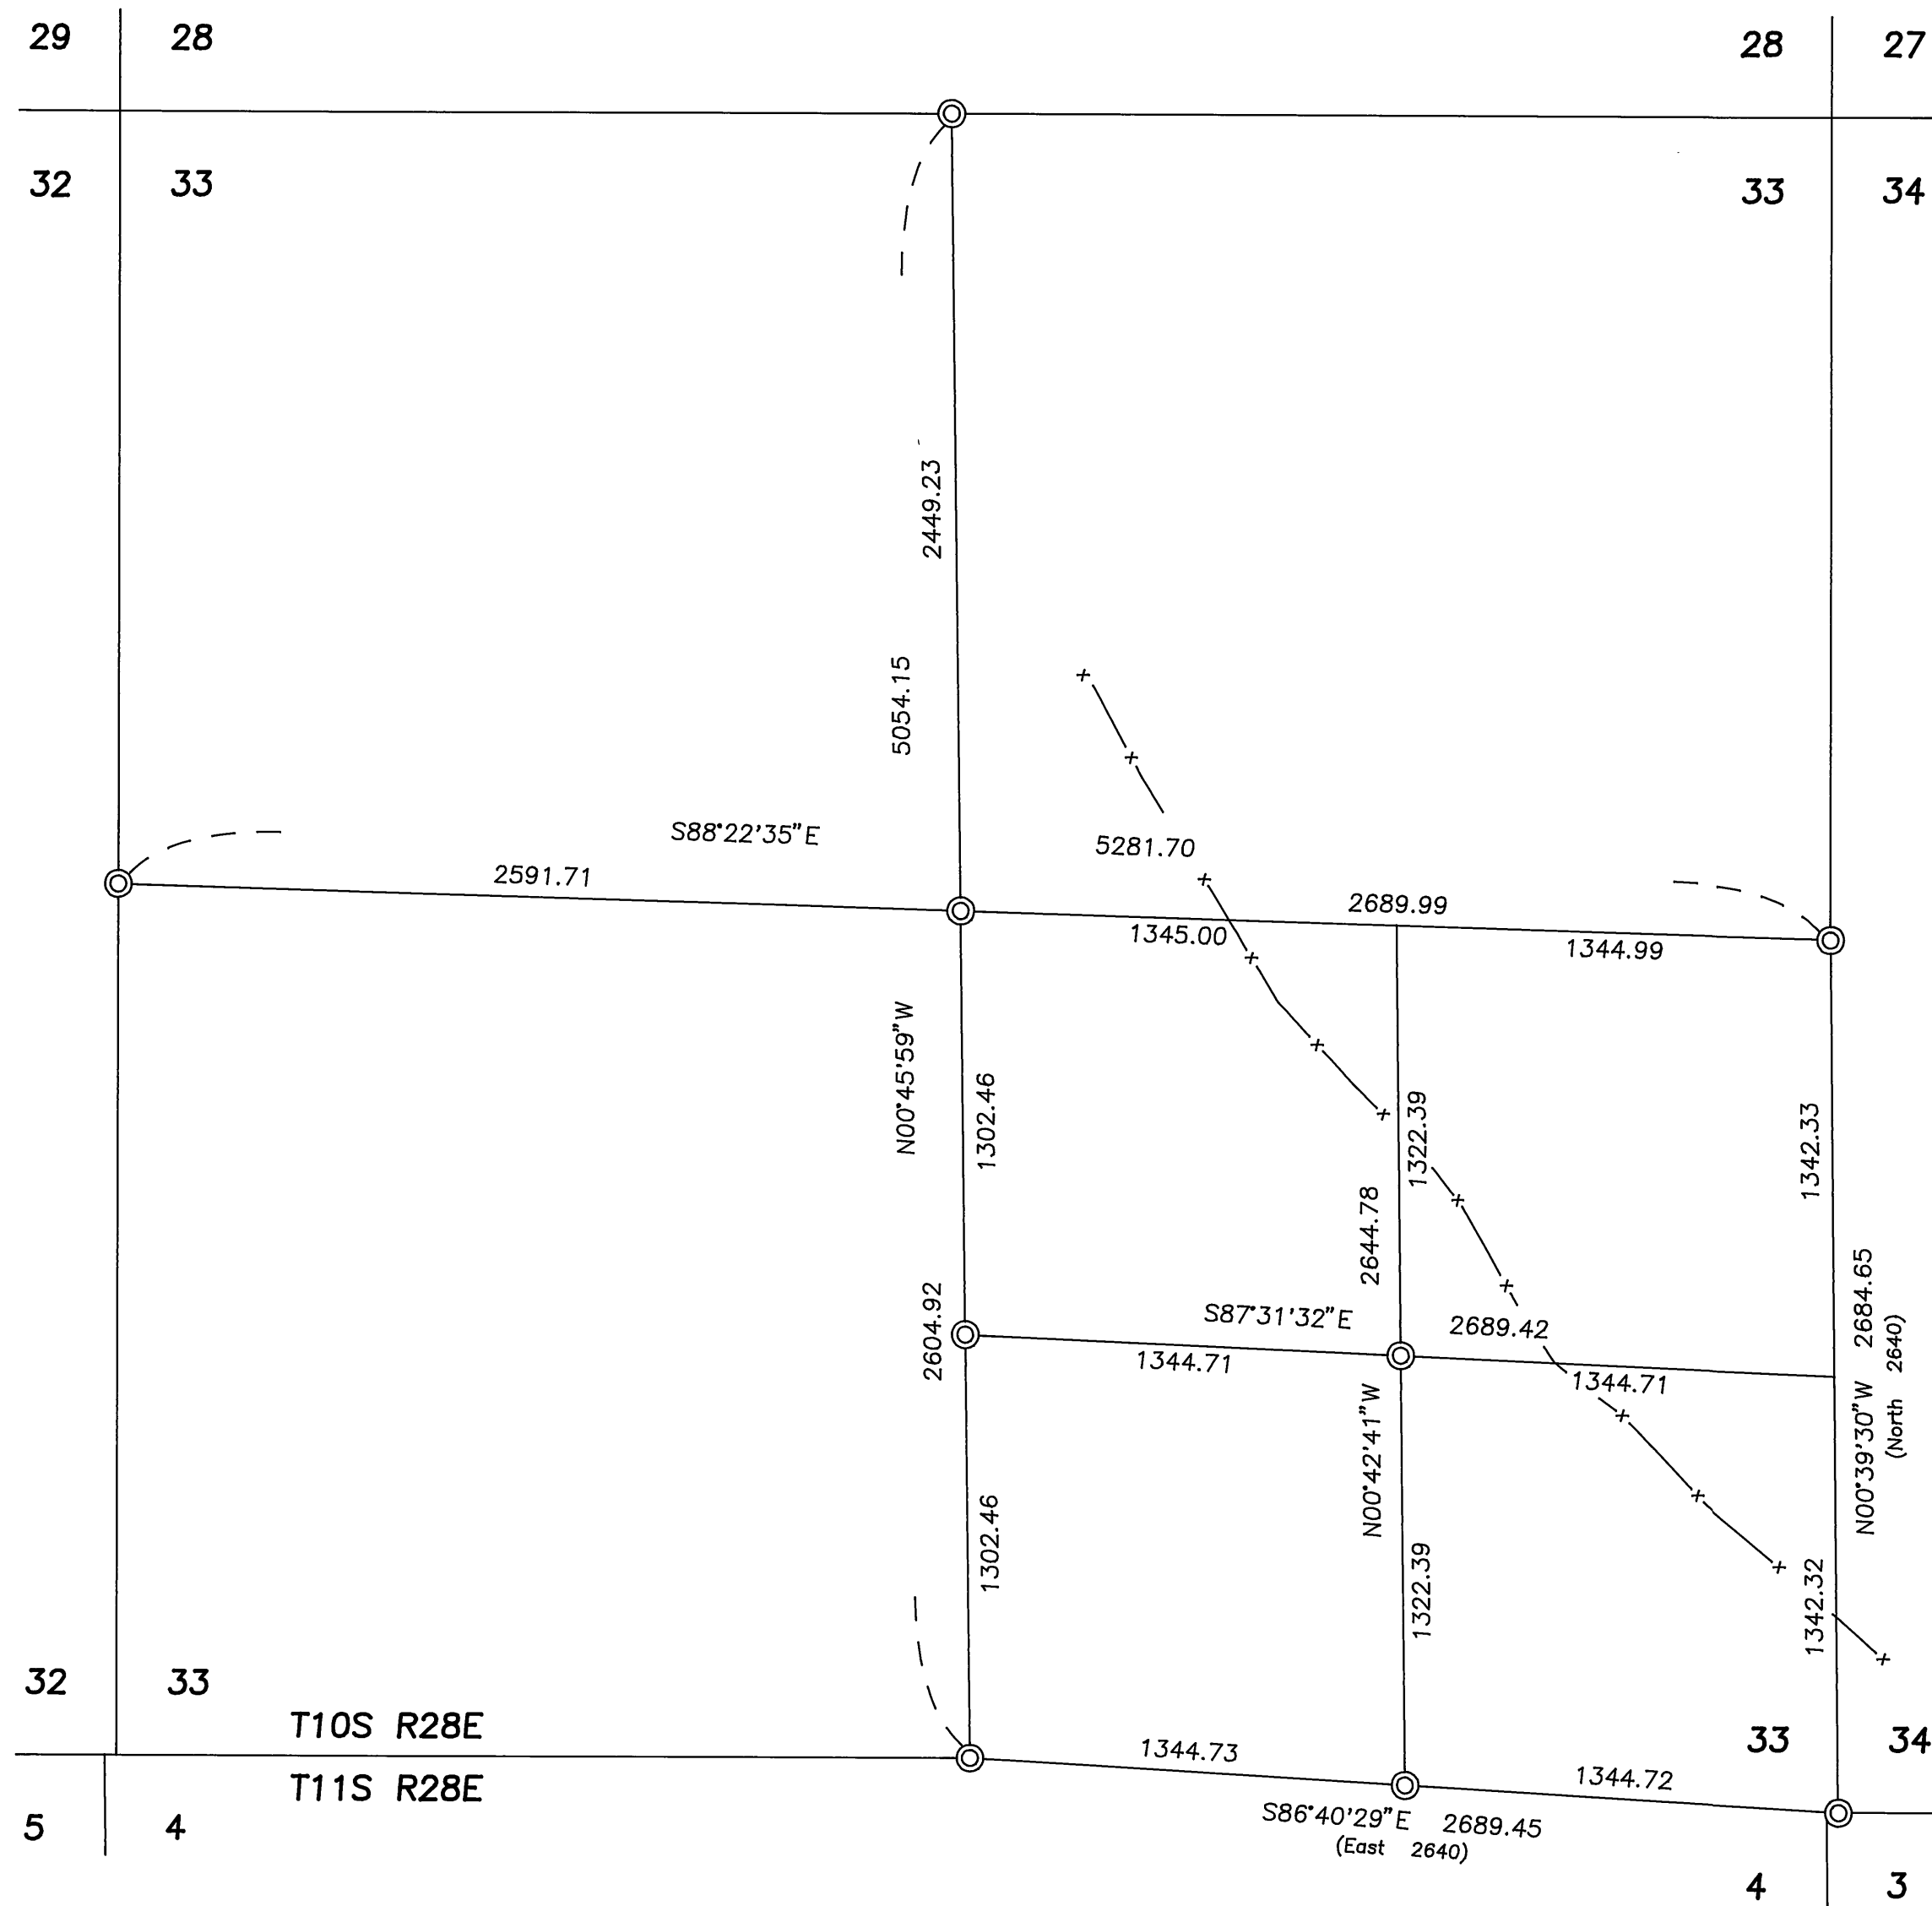 29 28 28 27
32 33 33 34
2449.23
5054.15
S88°22'35"E
5281.70
2591.71
2689.99
1345.00
1344.99
N00°45'59"W
1302.46
1322.39
1342.33
2644.78
2604.92
S87°31'32"E
2689.42
1344.71
1344.71
2684.65
(North 2640)
N00°39'30"W
N00°42'41"W
1302.46
1322.39
1342.32
32 33
T10S R28E
33 34
T11S R28E
1344.73
1344.72
S86°40'29"E 2689.45
(East 2640)
5 4
4 3